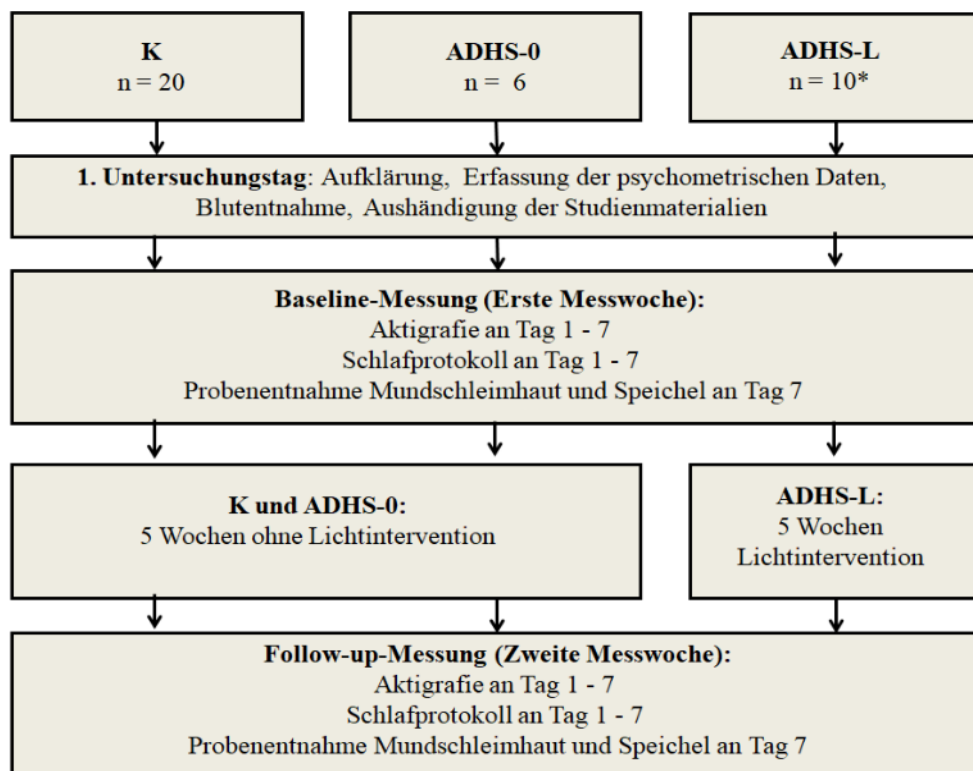 K
n = 20
ADHS-0
n = 6
ADHS-L
n = 10*
1. Untersuchungstag: Aufklärung, Erfassung der psychometrischen Daten,
Blutentnahme, Aushändigung der Studienmaterialien
Baseline-Messung (Erste Messwoche):
Aktigrafie an Tag 1 - 7
Schlafprotokoll an Tag 1 - 7
Probenentnahme Mundschleimhaut und Speichel an Tag 7
K und ADHS-0:
5 Wochen ohne Lichtintervention
ADHS-L:
5 Wochen
Lichtintervention
Follow-up-Messung (Zweite Messwoche):
Aktigrafie an Tag 1 - 7
Schlafprotokoll an Tag 1 - 7
Probenentnahme Mundschleimhaut und Speichel an Tag 7